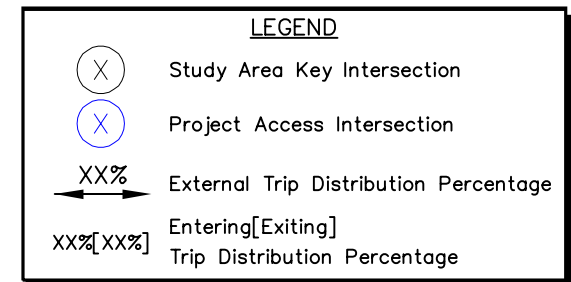 LEGEND
X Study Area Key Intersection
X Project Access Intersection
XX% External Trip Distribution Percentage
XX%[XX%] Entering[Exiting]
Trip Distribution Percentage